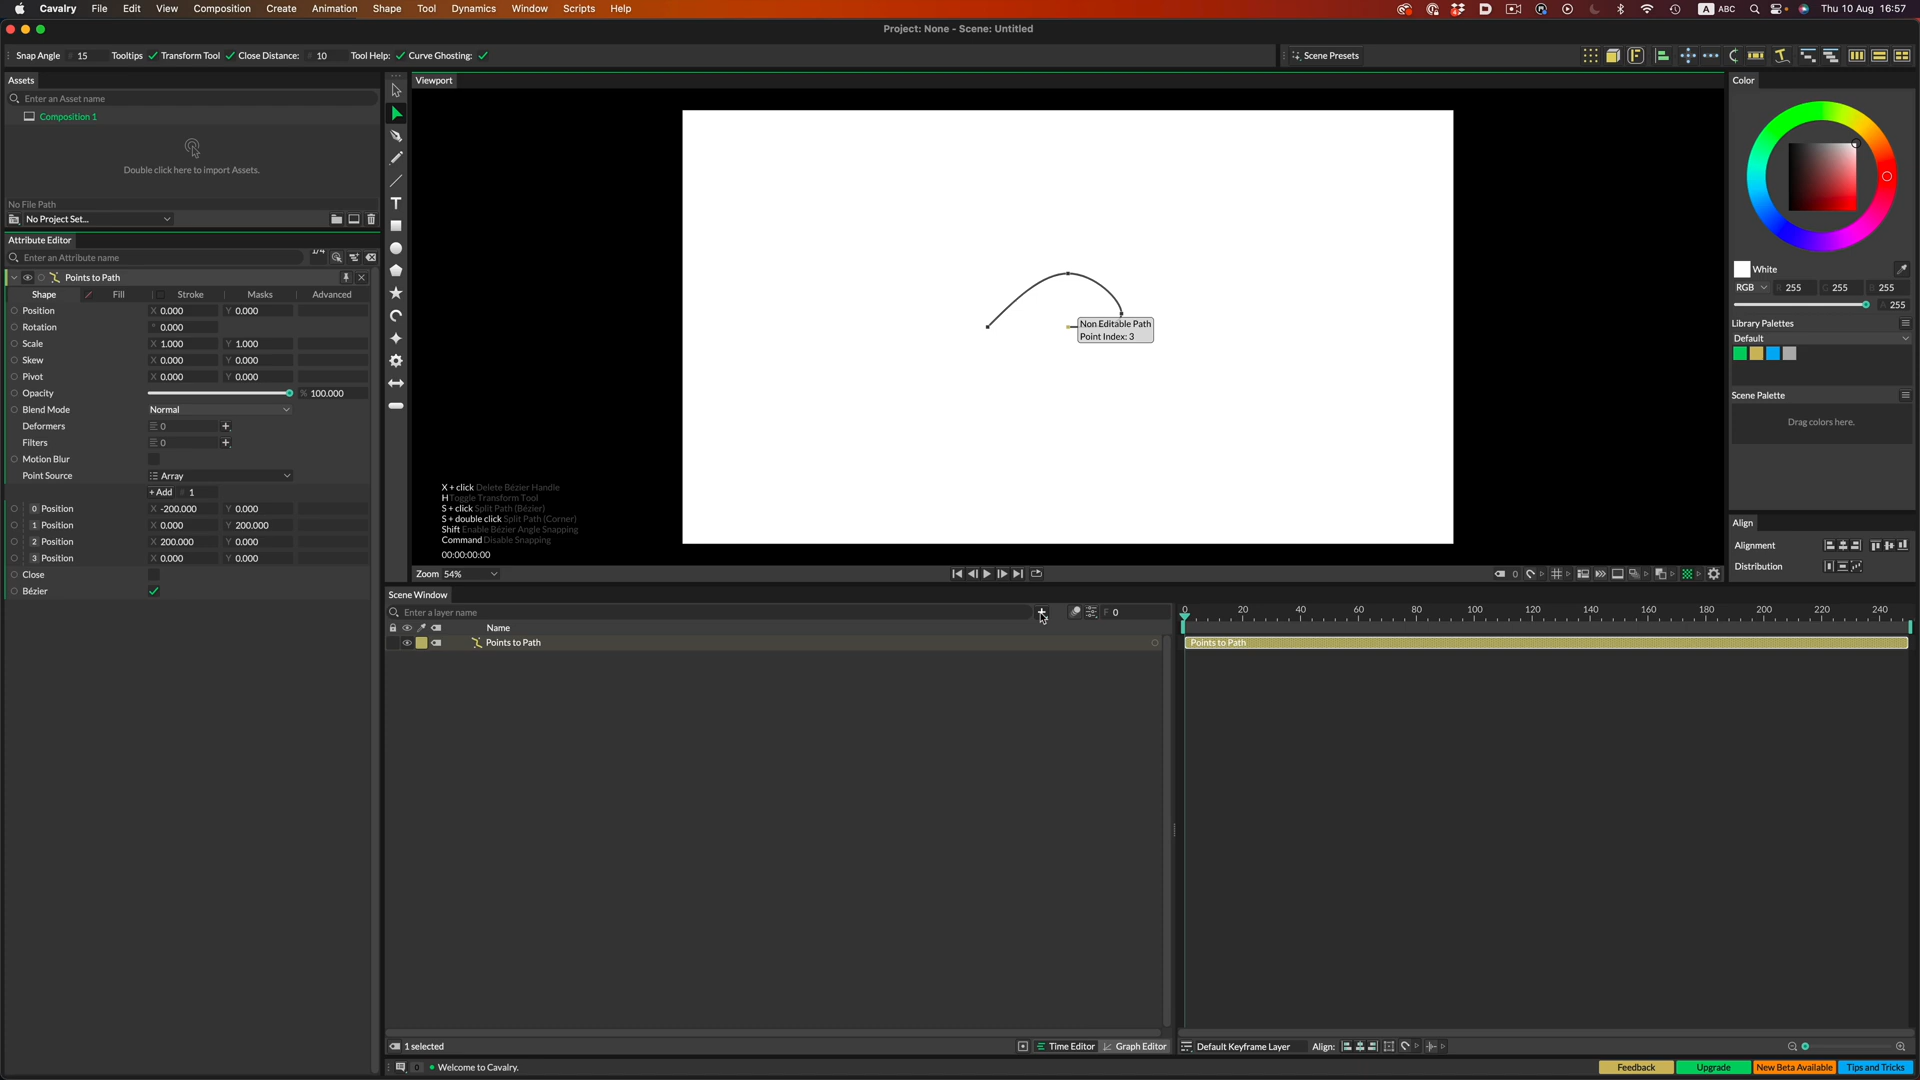 Cavalry File Edit View Composition Create Animation Shape Tool Dynamics Window Scripts Help
A ABC Thu 10 Aug 16:57
Project: None - Scene: Untitled
Snap Angle 15 Tooltips Transform Tool Close Distance: 10 Tool Help: Curve Ghosting:
Scene Presets
Assets
Enter an Asset name
Composition 1
Double click here to import Assets.
No File Path
No Project Set...
Attribute Editor
Enter an Attribute name
Points to Path
Shape Fill Stroke Masks Advanced
Position X 0.000 Y 0.000
Rotation ° 0.000
Scale X 1.000 Y 1.000
Skew X 0.000 Y 0.000
Pivot X 0.000 Y 0.000
Opacity % 100.000
Blend Mode Normal
Deformers 0 +
Filters 0 +
Motion Blur
Point Source Array
+ Add 1
0 Position X -200.000 Y 0.000
1 Position X 0.000 Y 200.000
2 Position X 200.000 Y 0.000
3 Position X 0.000 Y 0.000
Close
Bézier
Viewport
Non Editable Path
Point Index: 3
X + click Delete Bézier Handle
H Toggle Transform Tool
S + click Split Path (Bézier)
S + double click Split Path (Corner)
Shift Enable Bézier Angle Snapping
Command Disable Snapping
00:00:00:00
Zoom 54%
0
Color
White
RGB R 255 G 255 B 255
255
Library Palettes
Default
Scene Palette
Drag colors here.
Align
Alignment
Distribution
Scene Window
Enter a layer name
F 0
Name
Points to Path
0 20 40 60 80 100 120 140 160 180 200 220 240
Points to Path
1 selected
Time Editor Graph Editor
Default Keyframe Layer Align:
0 Welcome to Cavalry.
Feedback Upgrade New Beta Available Tips and Tricks